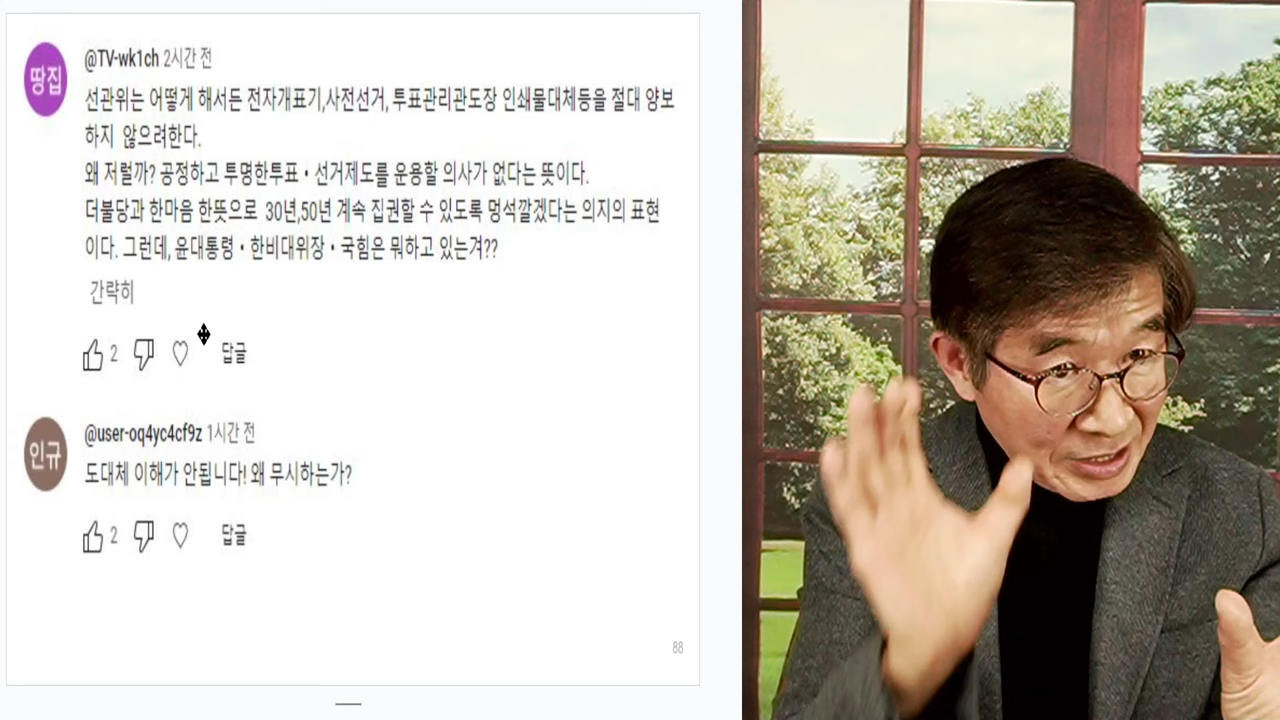 땅집
@TV-wk1ch 2시간 전
선관위는 어떻게 해서든 전자개표기,사전선거, 투표관리관도장 인쇄물대체등을 절대 양보
하지 않으려한다.
왜 저럴까? 공정하고 투명한투표·선거제도를 운용할 의사가 없다는 뜻이다.
더불당과 한마음 한뜻으로 30년,50년 계속 집권할 수 있도록 멍석깔겠다는 의지의 표현
이다. 그런데, 윤대통령·한비대위장·국힘은 뭐하고 있는겨??
간략히
2 답글
인규
@user-oq4yc4cf9z 1시간 전
도대체 이해가 안됩니다! 왜 무시하는가?
2 답글
88